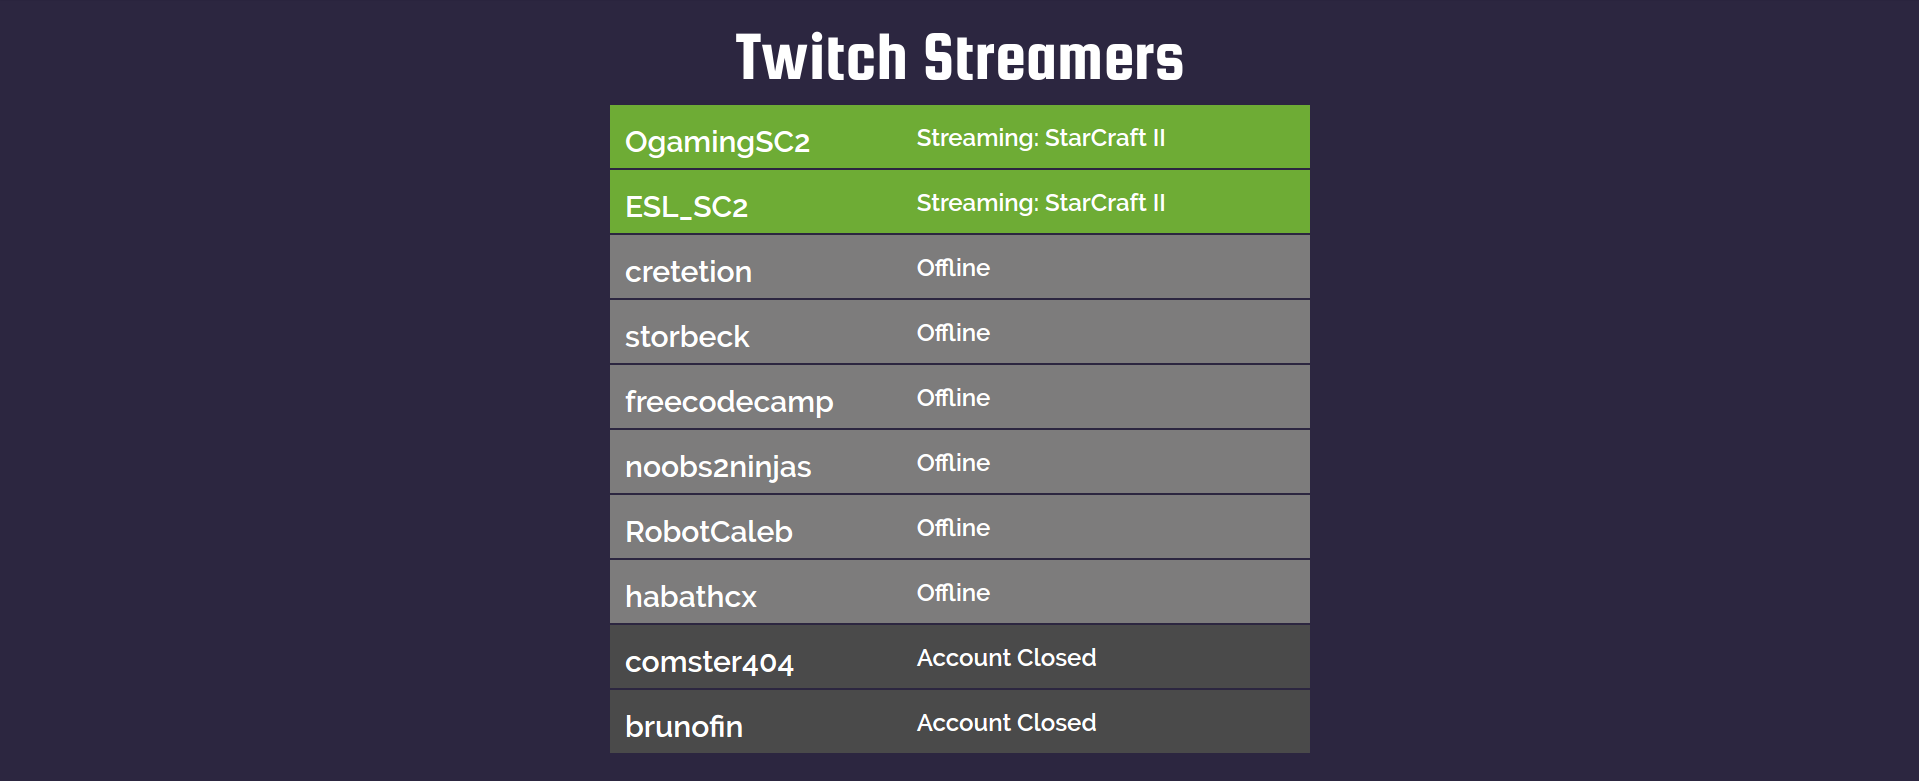 Twitch Streamers
OgamingSC2 Streaming: StarCraft II
ESL_SC2 Streaming: StarCraft II
cretetion Offline
storbeck Offline
freecodecamp Offline
noobs2ninjas Offline
RobotCaleb Offline
habathcx Offline
comster404 Account Closed
brunofin Account Closed